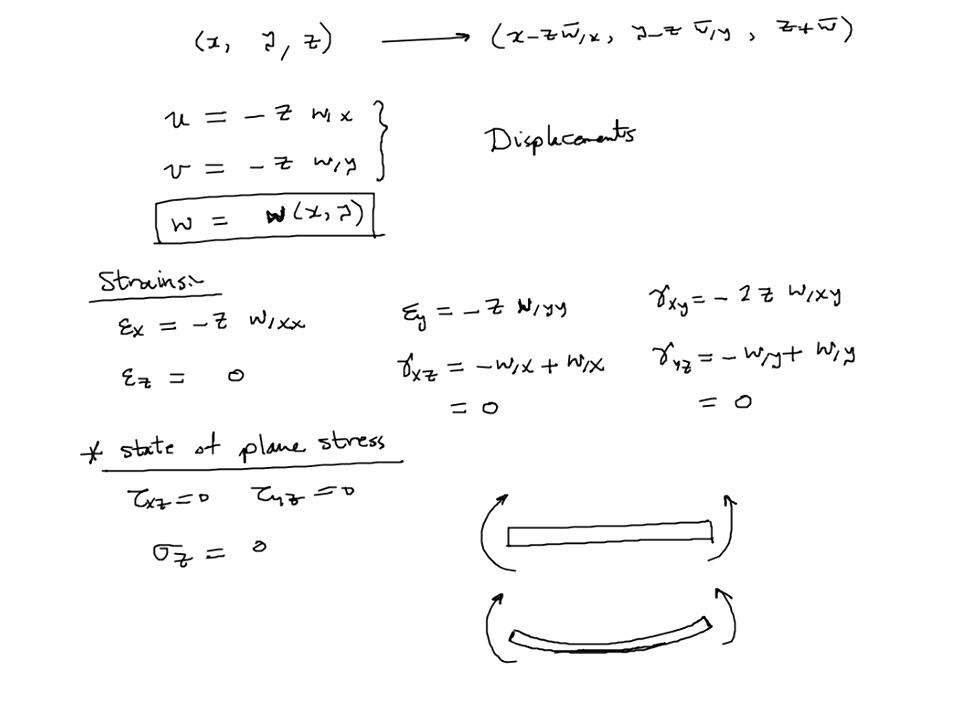 (x, y, z) ⟶ (x-z w̄,x, y-z w̄,y, z+w̄)
u = -z w,x
v = -z w,y
Displacements
w = w(x,y)
Strains:-
εx = -z w,xx εy = -z w,yy γxy = -2z w,xy
εz = 0 γxz = -w,x + w,x γyz = -w,y + w,y
= 0 = 0
* state of plane stress
τxz=0 τyz=0
σz = 0